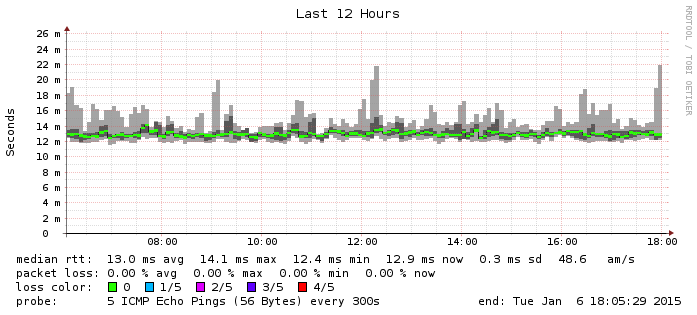 Last 12 Hours
RRDTOOL / TOBI OETIKER
Seconds
26 m
24 m
22 m
20 m
18 m
16 m
14 m
12 m
10 m
8 m
6 m
4 m
2 m
0
08:00 10:00 12:00 14:00 16:00 18:00
median rtt: 13.0 ms avg 14.1 ms max 12.4 ms min 12.9 ms now 0.3 ms sd 48.6 am/s
packet loss: 0.00 % avg 0.00 % max 0.00 % min 0.00 % now
loss color: 0 1/5 2/5 3/5 4/5
probe: 5 ICMP Echo Pings (56 Bytes) every 300s end: Tue Jan 6 18:05:29 2015